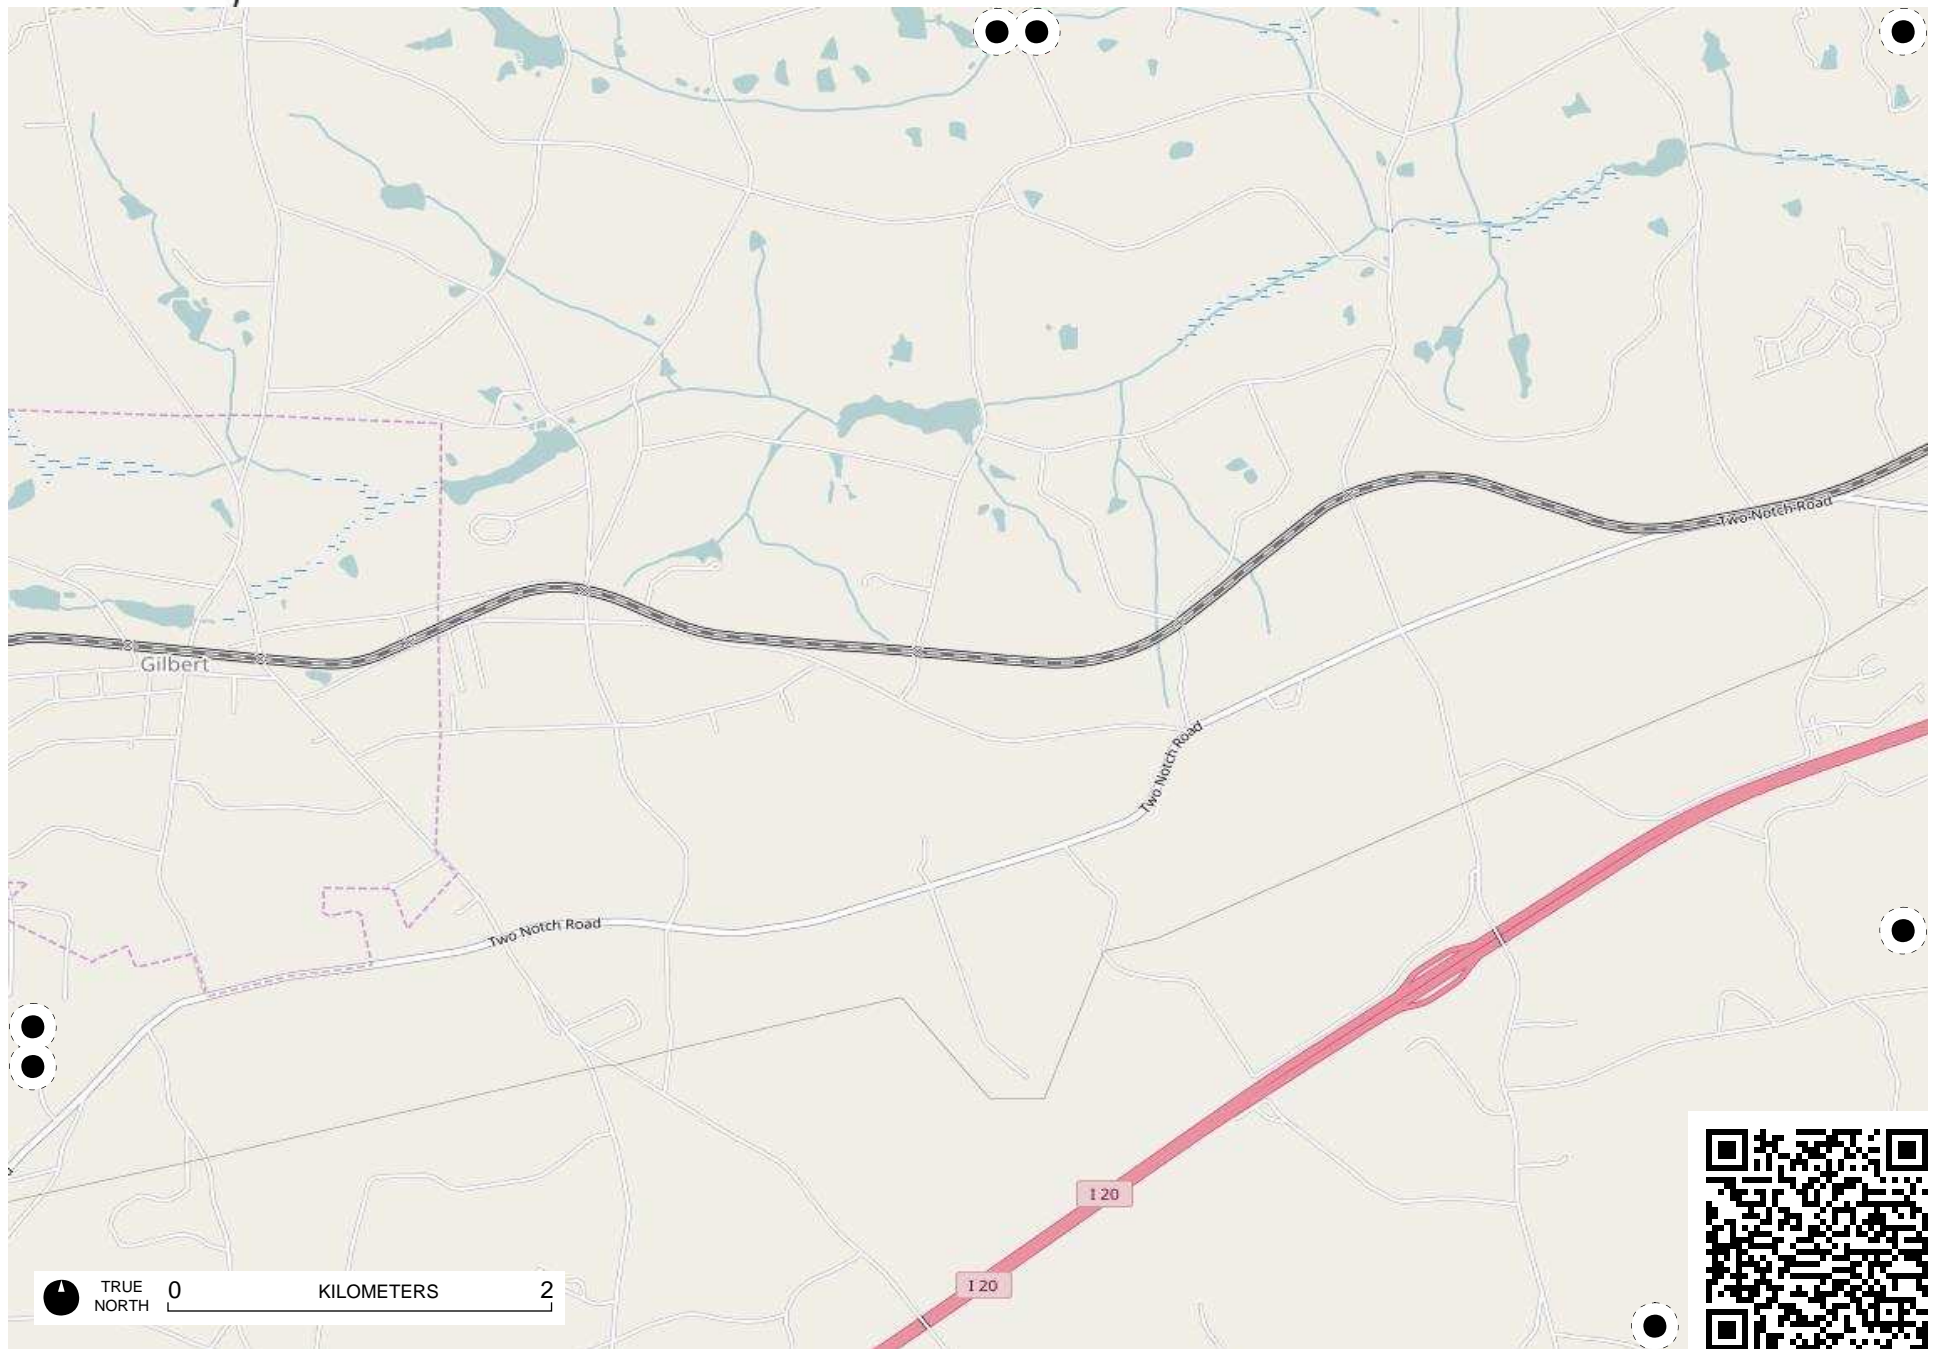 Two Notch Road
Gilbert
Two Notch Road
Two Notch Road
I 20
I 20
TRUE
NORTH
0 KILOMETERS 2